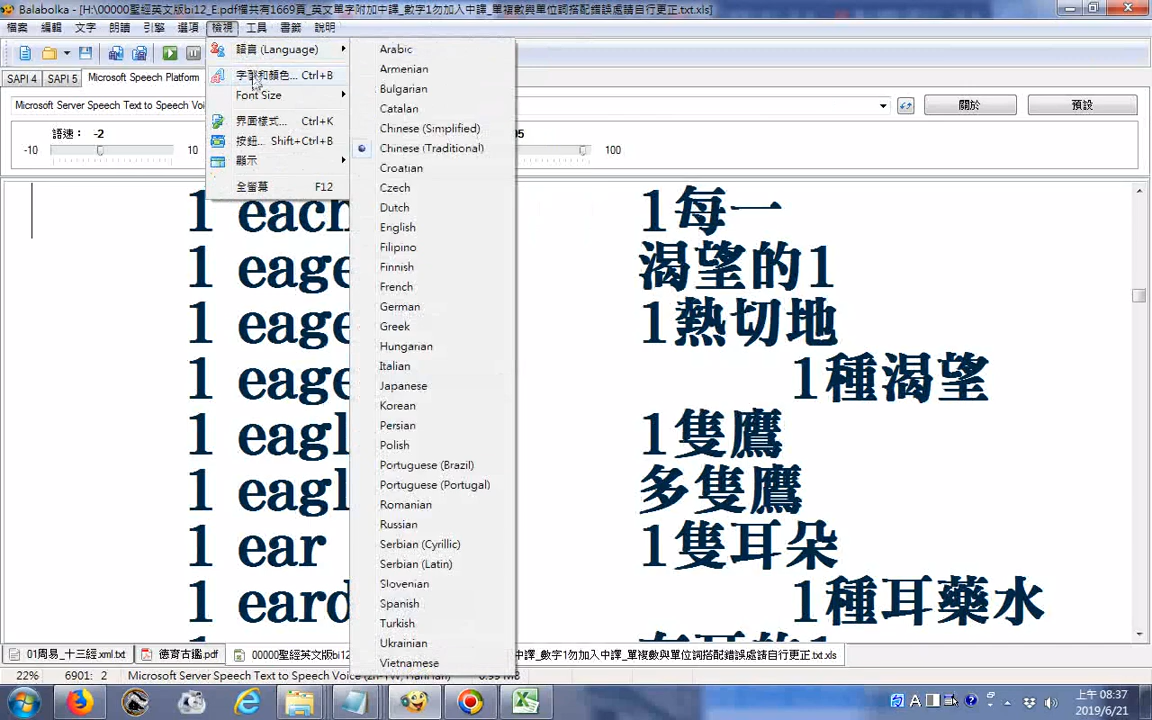 Balabolka - [H:\00000聖經英文版bi12_E.pdf檔共有1669頁_英文單字附加中譯_數字1勿加入中譯_單複數與單位詞搭配錯誤處請自行更正.txt.xls]
檔案 編輯 文字 朗讀 引擎 選項 檢視 工具 書籤 說明
SAPI 4 SAPI 5 Microsoft Speech Platform
Microsoft Server Speech Text to Speech Voi
關於 預設
語速： -2
-10 10
100
語言 (Language)
字型和顏色... Ctrl+B
Font Size
界面樣式... Ctrl+K
按鈕... Shift+Ctrl+B
顯示
全螢幕 F12
Arabic
Armenian
Bulgarian
Catalan
Chinese (Simplified)
Chinese (Traditional)
Croatian
Czech
Dutch
English
Filipino
Finnish
French
German
Greek
Hungarian
Italian
Japanese
Korean
Persian
Polish
Portuguese (Brazil)
Portuguese (Portugal)
Romanian
Russian
Serbian (Cyrillic)
Serbian (Latin)
Slovenian
Spanish
Turkish
Ukrainian
Vietnamese
1 each 1每一
1 eage 渴望的1
1 eage 1熱切地
1 eage 1種渴望
1 eagl 1隻鷹
1 eagl 多隻鷹
1 ear 1隻耳朵
1 eard 1種耳藥水
01周易_十三經.xml.txt 德育古鑑.pdf 00000聖經英文版bi12 中譯_數字1勿加入中譯_單複數與單位詞搭配錯誤處請自行更正.txt.xls
22% 6901: 2 Microsoft Server Speech Text to Speech Voice (zh-TW, HanHan)
上午 08:37
2019/6/21